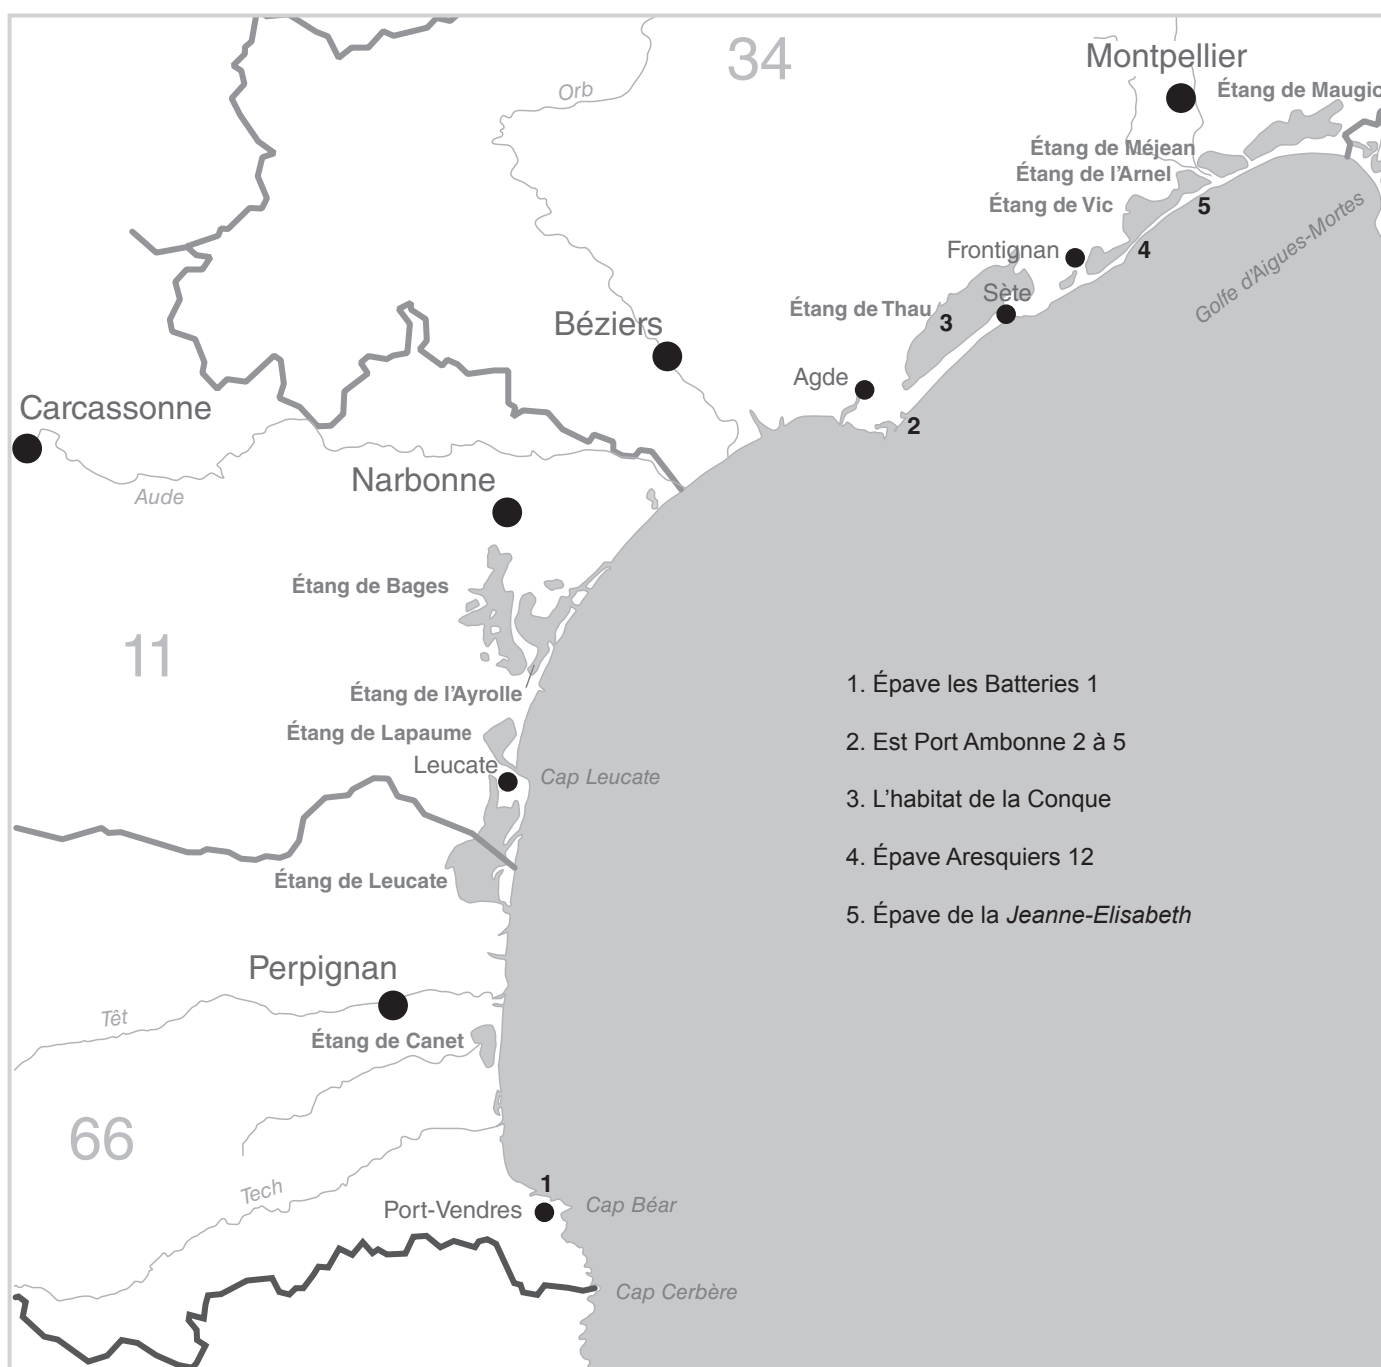 34
Montpellier
Orb
Étang de Maugio
Étang de Méjean
Étang de l'Arnel
Étang de Vic
5
4
Golfe d'Aigues-Mortes
Frontignan
Sète
Étang de Thau
3
Béziers
Agde
2
Carcassonne
Aude
Narbonne
Étang de Bages
11
Étang de l'Ayrolle
Étang de Lapaume
Leucate
Cap Leucate
Étang de Leucate
1. Épave les Batteries 1
2. Est Port Ambonne 2 à 5
3. L'habitat de la Conque
4. Épave Aresquiers 12
5. Épave de la Jeanne-Elisabeth
Perpignan
Têt
Étang de Canet
66
Tech
1
Port-Vendres
Cap Béar
Cap Cerbère